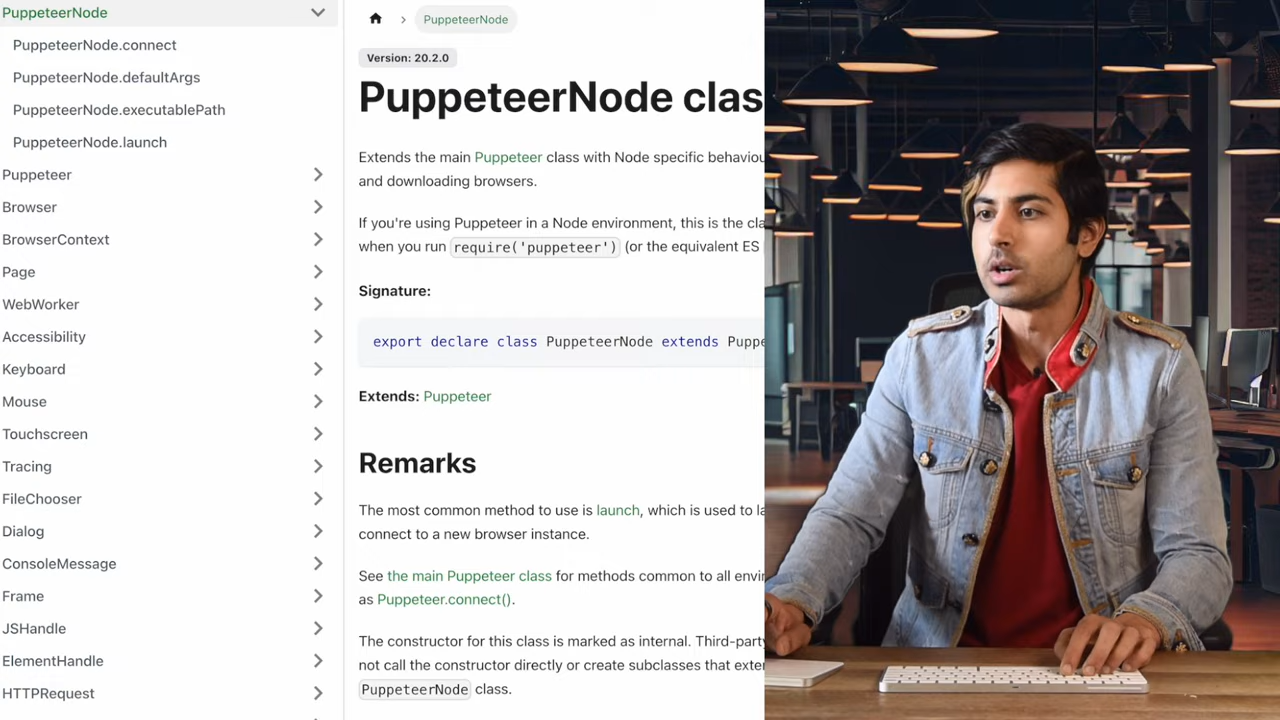 PuppeteerNode
PuppeteerNode.connect
PuppeteerNode.defaultArgs
PuppeteerNode.executablePath
PuppeteerNode.launch
Puppeteer
Browser
BrowserContext
Page
WebWorker
Accessibility
Keyboard
Mouse
Touchscreen
Tracing
FileChooser
Dialog
ConsoleMessage
Frame
JSHandle
ElementHandle
HTTPRequest
PuppeteerNode
Version: 20.2.0
PuppeteerNode clas
Extends the main Puppeteer class with Node specific behaviou
and downloading browsers.
If you're using Puppeteer in a Node environment, this is the cla
when you run require('puppeteer') (or the equivalent ES
Signature:
export declare class PuppeteerNode extends Puppe
Extends: Puppeteer
Remarks
The most common method to use is launch, which is used to la
connect to a new browser instance.
See the main Puppeteer class for methods common to all envi
as Puppeteer.connect().
The constructor for this class is marked as internal. Third-party
not call the constructor directly or create subclasses that exte
PuppeteerNode class.